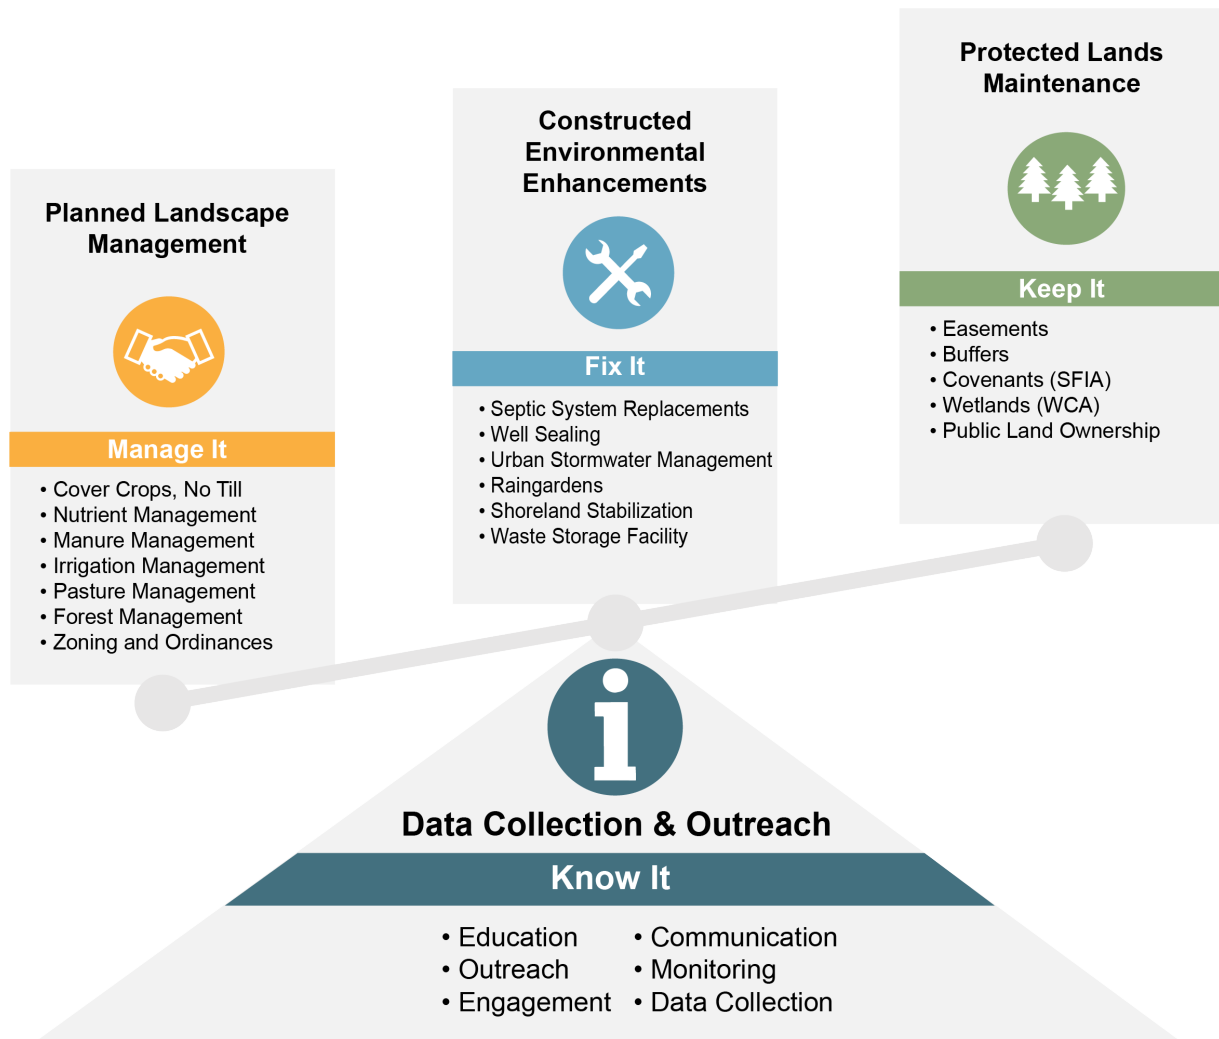 Planned Landscape
Management
Manage It
• Cover Crops, No Till
• Nutrient Management
• Manure Management
• Irrigation Management
• Pasture Management
• Forest Management
• Zoning and Ordinances
Constructed
Environmental
Enhancements
Fix It
• Septic System Replacements
• Well Sealing
• Urban Stormwater Management
• Raingardens
• Shoreland Stabilization
• Waste Storage Facility
Protected Lands
Maintenance
Keep It
• Easements
• Buffers
• Covenants (SFIA)
• Wetlands (WCA)
• Public Land Ownership
i
Data Collection & Outreach
Know It
• Education
• Outreach
• Engagement
• Communication
• Monitoring
• Data Collection